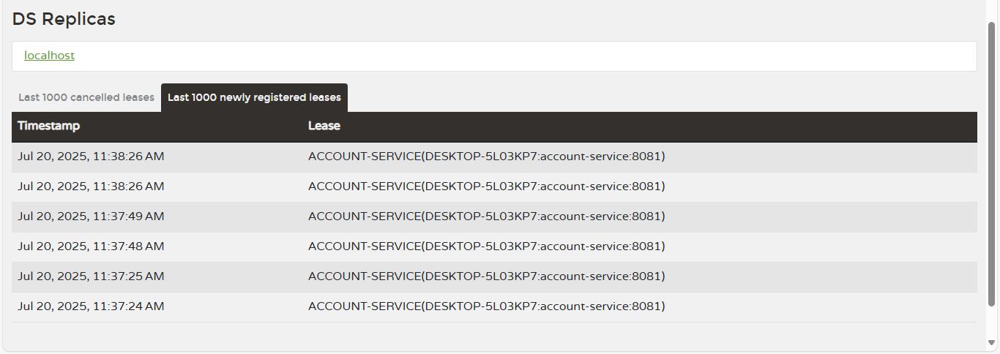 DS Replicas
localhost
Last 1000 cancelled leases Last 1000 newly registered leases
Timestamp Lease
Jul 20, 2025, 11:38:26 AM ACCOUNT-SERVICE(DESKTOP-5L03KP7:account-service:8081)
Jul 20, 2025, 11:38:26 AM ACCOUNT-SERVICE(DESKTOP-5L03KP7:account-service:8081)
Jul 20, 2025, 11:37:49 AM ACCOUNT-SERVICE(DESKTOP-5L03KP7:account-service:8081)
Jul 20, 2025, 11:37:48 AM ACCOUNT-SERVICE(DESKTOP-5L03KP7:account-service:8081)
Jul 20, 2025, 11:37:25 AM ACCOUNT-SERVICE(DESKTOP-5L03KP7:account-service:8081)
Jul 20, 2025, 11:37:24 AM ACCOUNT-SERVICE(DESKTOP-5L03KP7:account-service:8081)